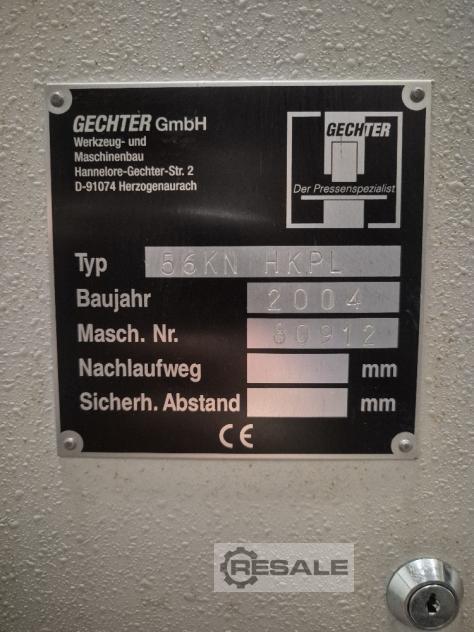 GECHTER GmbH
Werkzeug- und
Maschinenbau
Hannelore-Gechter-Str. 2
D-91074 Herzogenaurach
GECHTER
Der Pressenspezialist
Typ 56KN HKPL
Baujahr 2004
Masch. Nr. 80912
Nachlaufweg mm
Sicherh. Abstand mm
CE
RESALE